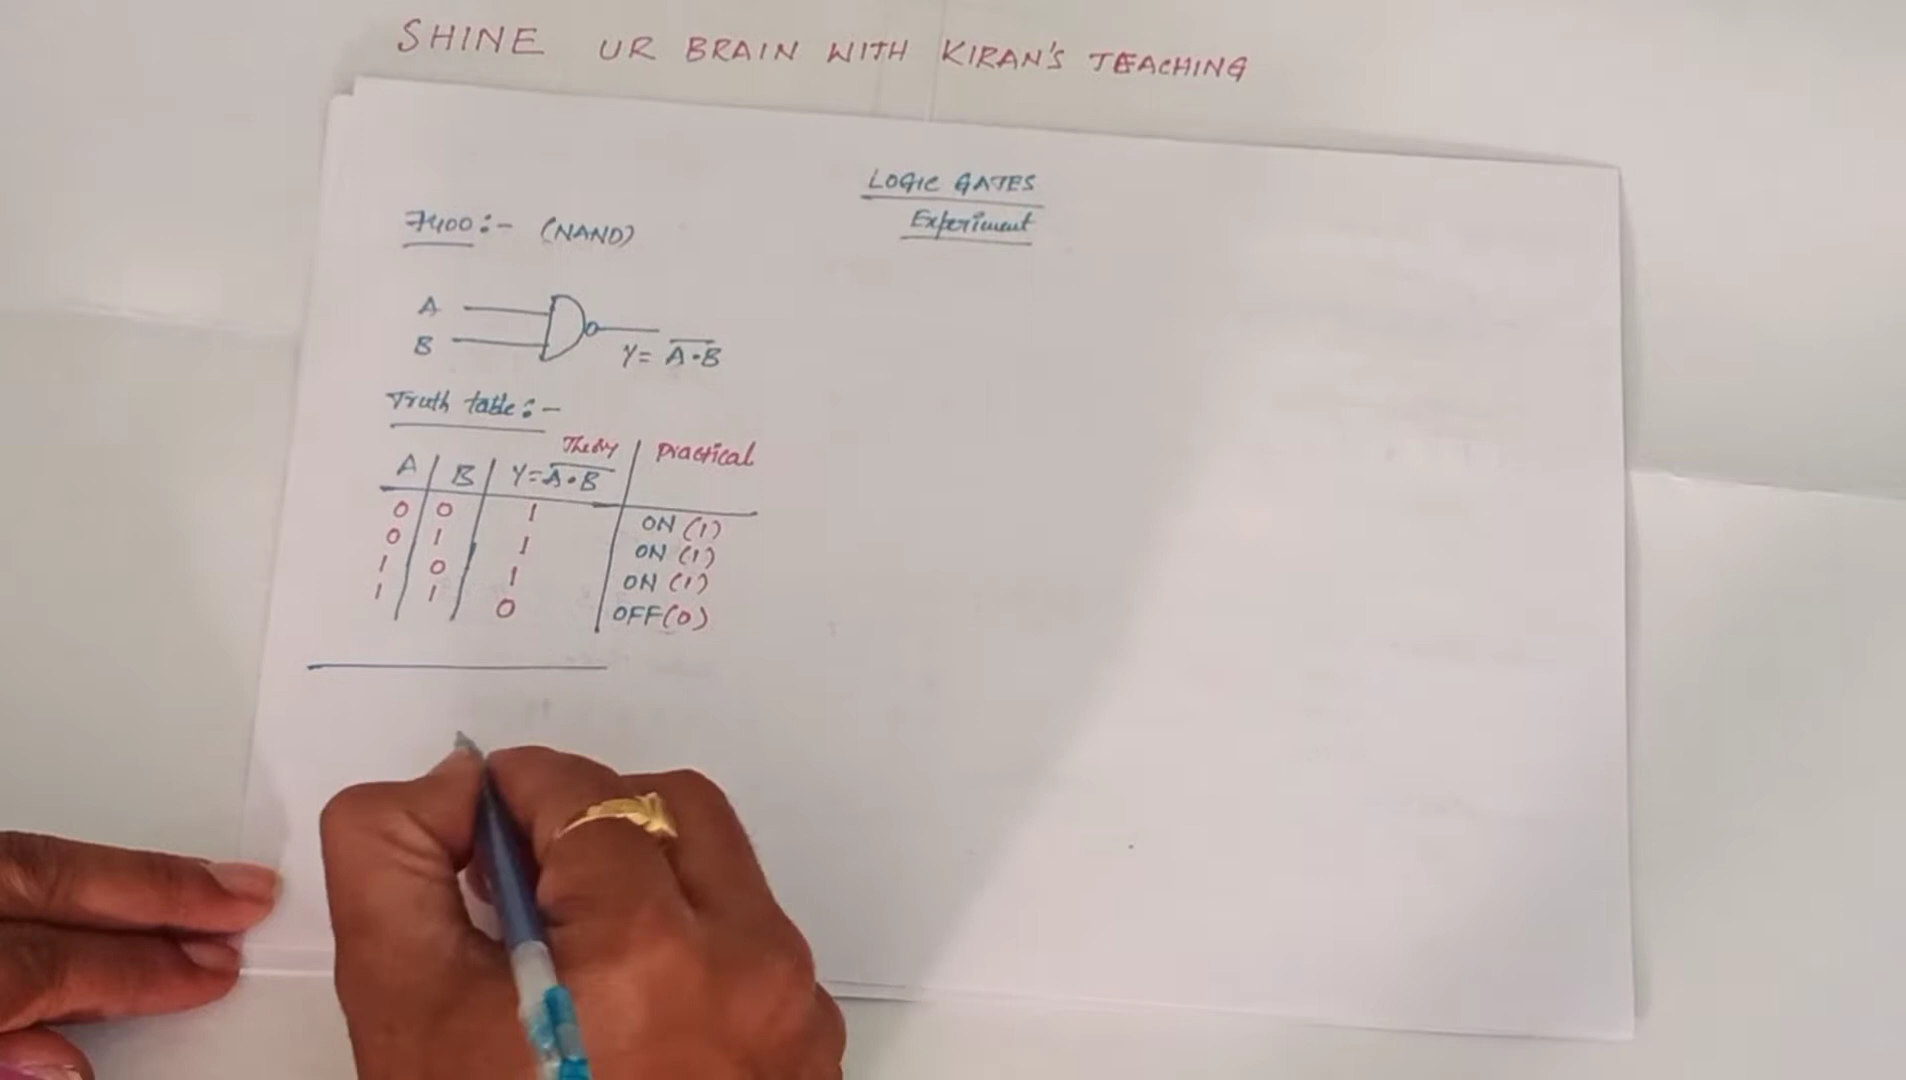 SHINE UR BRAIN WITH KIRAN'S TEACHING
LOGIC GATES
Experiment
7400:- (NAND)
A
B
Y = A̅·̅B̅
Truth table:-
A B Y=A̅·̅B̅ Theory Practical
0 0 1 ON (1)
0 1 1 ON (1)
1 0 1 ON (1)
1 1 0 OFF(0)